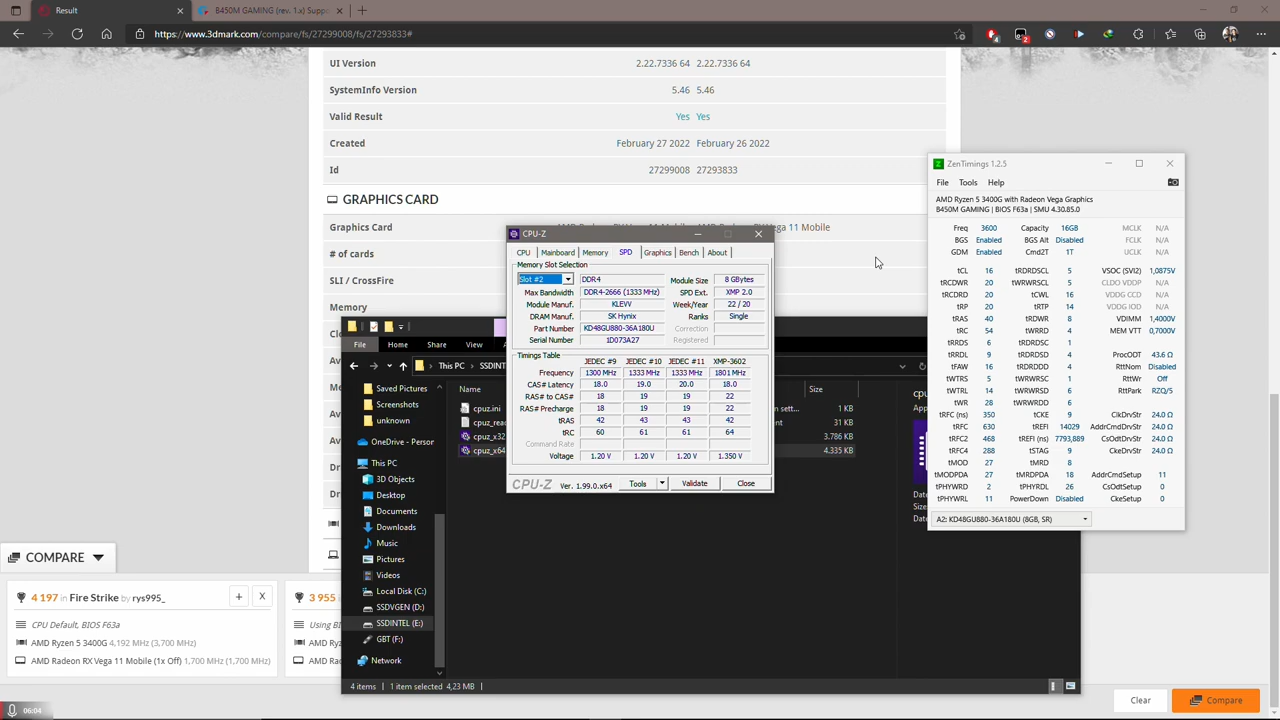 Result
B450M GAMING (rev. 1.x) Suppo
https://www.3dmark.com/compare/fs/27299008/fs/27293833#
4
2
UI Version 2.22.7336 64 2.22.7336 64
SystemInfo Version 5.46 5.46
Valid Result Yes Yes
Created February 27 2022 February 26 2022
Id 27299008 27293833
GRAPHICS CARD
Graphics Card 11 Mobile
# of cards
SLI / CrossFire
Memory
CPU-Z
CPU Mainboard Memory SPD Graphics Bench About
Memory Slot Selection
Slot #2 DDR4 Module Size 8 GBytes
Max Bandwidth DDR4-2666 (1333 MHz) SPD Ext. XMP 2.0
Module Manuf. KLEVV Week/Year 22 / 20
DRAM Manuf. SK Hynix Ranks Single
Part Number KD48GU880-36A180U Correction
Serial Number 1D073A27 Registered
Timings Table
JEDEC #9 JEDEC #10 JEDEC #11 XMP-3602
Frequency 1300 MHz 1333 MHz 1333 MHz 1801 MHz
CAS# Latency 18.0 19.0 20.0 18.0
RAS# to CAS# 18 19 19 22
RAS# Precharge 18 19 19 22
tRAS 42 43 43 42
tRC 60 61 61 64
Command Rate
Voltage 1.20 V 1.20 V 1.20 V 1.350 V
CPU-Z Ver. 1.99.0.x64 Tools Validate Close
ZenTimings 1.2.5
File Tools Help
AMD Ryzen 5 3400G with Radeon Vega Graphics
B450M GAMING | BIOS F63a | SMU 4.30.85.0
Freq 3600 Capacity 16GB MCLK N/A
BGS Enabled BGS Alt Disabled FCLK N/A
GDM Enabled Cmd2T 1T UCLK N/A
tCL 16 tRDRDSCL 5 VSOC (SVI2) 1,0875V
tRCDWR 20 tWRWRSCL 5 CLDO VDDP N/A
tRCDRD 20 tCWL 16 VDDG CCD N/A
tRP 20 tRTP 14 VDDG IOD N/A
tRAS 40 tRDWR 8 VDIMM 1,4000V
tRC 54 tWRRD 4 MEM VTT 0,7000V
tRRDS 6 tRDRDSC 1
tRRDL 9 tRDRDSD 4 ProcODT 43.6 Ω
tFAW 16 tRDRDDD 4 RttNom Disabled
tWTRS 5 tWRWRSC 1 RttWr Off
tWTRL 14 tWRWRSD 6 RttPark RZQ/5
tWR 28 tWRWRDD 6
tRFC (ns) 350 tCKE 9 ClkDrvStr 24.0 Ω
tRFC 630 tREFI 14029 AddrCmdDrvStr 24.0 Ω
tRFC2 468 tREFI (ns) 7793,889 CsOdtDrvStr 24.0 Ω
tRFC4 288 tSTAG 9 CkeDrvStr 24.0 Ω
tMOD 27 tMRD 8
tMODPDA 27 tMRDPDA 18 AddrCmdSetup 11
tPHYWRD 2 tPHYRDL 26 CsOdtSetup 0
tPHYWRL 11 PowerDown Disabled CkeSetup 0
A2: KD48GU880-36A180U (8GB, SR)
File Home Share View
This PC SSDINTEL
Name Size
Saved Pictures
Screenshots
unknown
OneDrive - Person
This PC
3D Objects
Desktop
Documents
Downloads
Music
Pictures
Videos
Local Disk (C:)
SSDVGEN (D:)
SSDINTEL (E:)
GBT (F:)
Network
cpuz.ini 1 KB
cpuz_rea 31 KB
cpuz_x32 3.786 KB
cpuz_x64 4.335 KB
4 items 1 item selected 4,23 MB
COMPARE
4 197 in Fire Strike by rys995_ + X
CPU Default, BIOS F63a
AMD Ryzen 5 3400G 4,192 MHz (3,700 MHz)
AMD Radeon RX Vega 11 Mobile (1x Off) 1,700 MHz (1,700 MHz)
3 955
Using BI
AMD Ryz
AMD Rad
Clear Compare
06:04